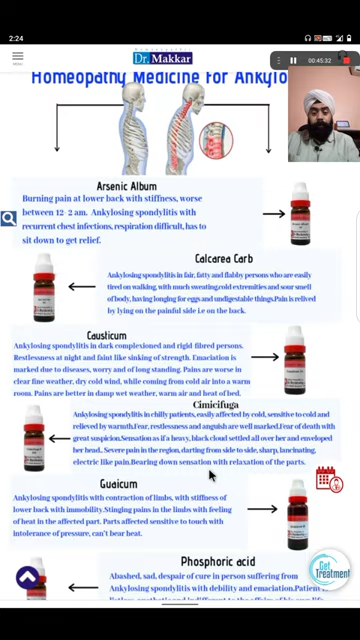 2:24
00:45:32
MENU
Dr. Makkar
Homeopathy Medicine for Ankylo
Arsenic Album
Burning pain at lower back with stiffness, worse
between 12- 2 am. Ankylosing spondylitis with
recurrent chest infections, respiration difficult, has to
sit down to get relief.
Calcarea Carb
Ankylosing spondylitis in fair, fatty and flabby persons who are easily
tired on walking, with much sweating,cold extremities and sour smell
of body, having longing for eggs and undigestable things.Pain is relived
by lying on the painful side i.e on the back.
Causticum
Ankylosing spondylitis in dark complexioned and rigid fibred persons.
Restlessness at night and faint like sinking of strength. Emaciation is
marked due to diseases, worry and of long standing. Pains are worse in
clear fine weather, dry cold wind, while coming from cold air into a warm
room. Pains are better in damp wet weather, warm air and heat of bed.
Cimicifuga
Ankylosing spondylitis in chilly patients, easily affected by cold, sensitive to cold and
relieved by warmth.Fear, restlessness and anguish are well marked.Fear of death with
great suspicion.Sensation as if a heavy, black cloud settled all over her and enveloped
her head,. Severe pain in the region, darting from side to side, sharp, lancinating,
electric like pain.Bearing down sensation with relaxation of the parts.
Guaicum
Ankylosing spondylitis with contraction of limbs, with stiffness of
lower back with immobility.Stinging pains in the limbs with feeling
of heat in the affected part. Parts affected sensitive to touch with
intolerance of pressure, can't bear heat.
Get
Treatment
Phosphoric acid
Abashed, sad, despair of cure in person suffering from
Ankylosing spondylitis with debility and emaciation.Patient